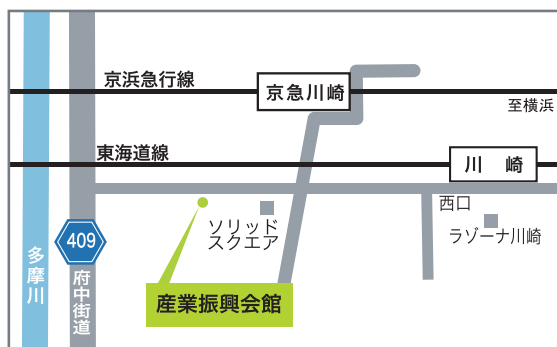 京浜急行線
京急川崎
至横浜
東海道線
川崎
西口
ソリッド
スクエア
ラゾーナ川崎
409
多摩川
府中街道
産業振興会館